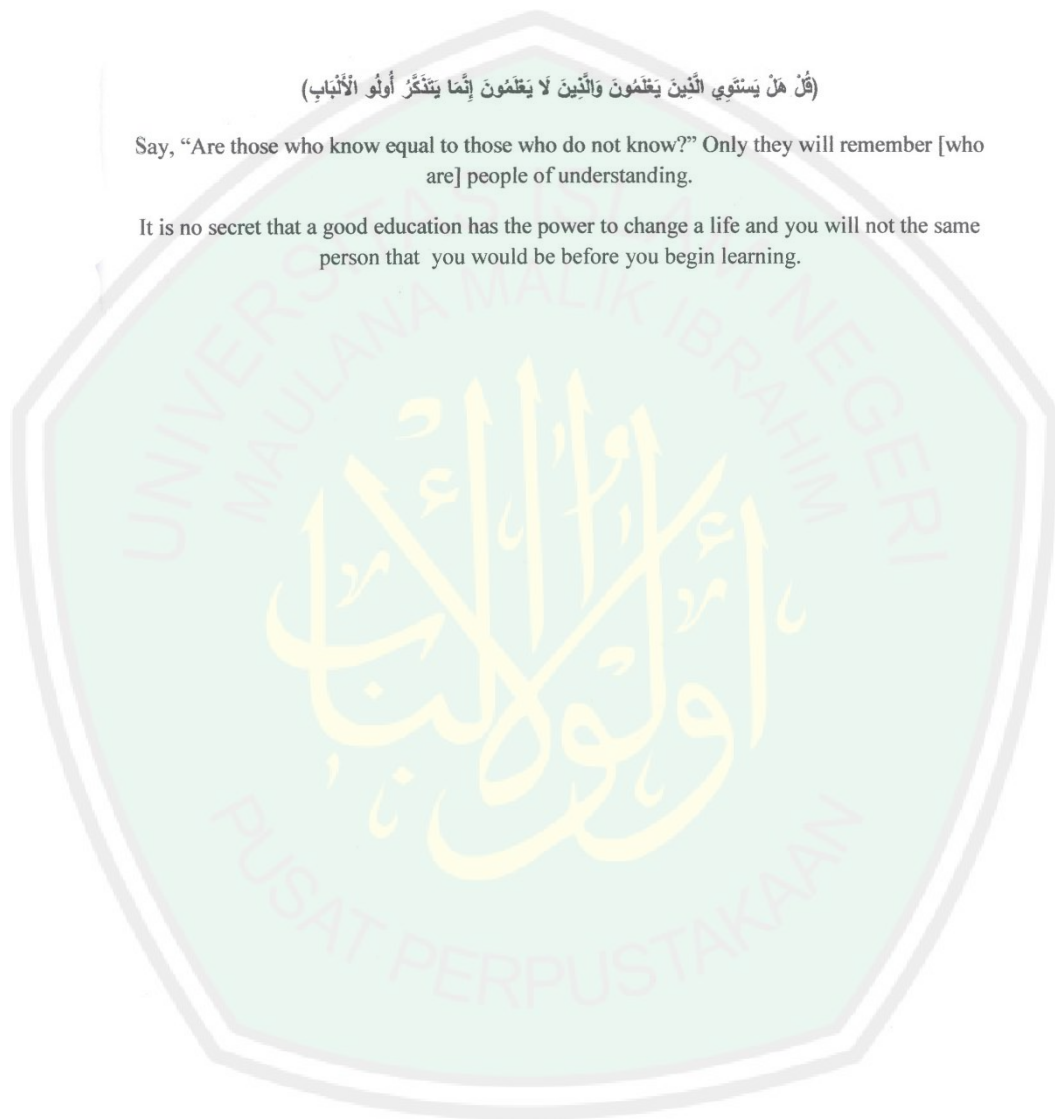 (قُلْ هَلْ يَسْتَوِي الَّذِينَ يَعْلَمُونَ وَالَّذِينَ لَا يَعْلَمُونَ إِنَّمَا يَتَذَكَّرُ أُولُو الْأَلْبَابِ)
Say, “Are those who know equal to those who do not know?” Only they will remember [who
are] people of understanding.
It is no secret that a good education has the power to change a life and you will not the same
person that  you would be before you begin learning.
UNIVERSITAS ISLAM NEGERI
MAULANA MALIK IBRAHIM
أولو الألباب
PUSAT PERPUSTAKAAN